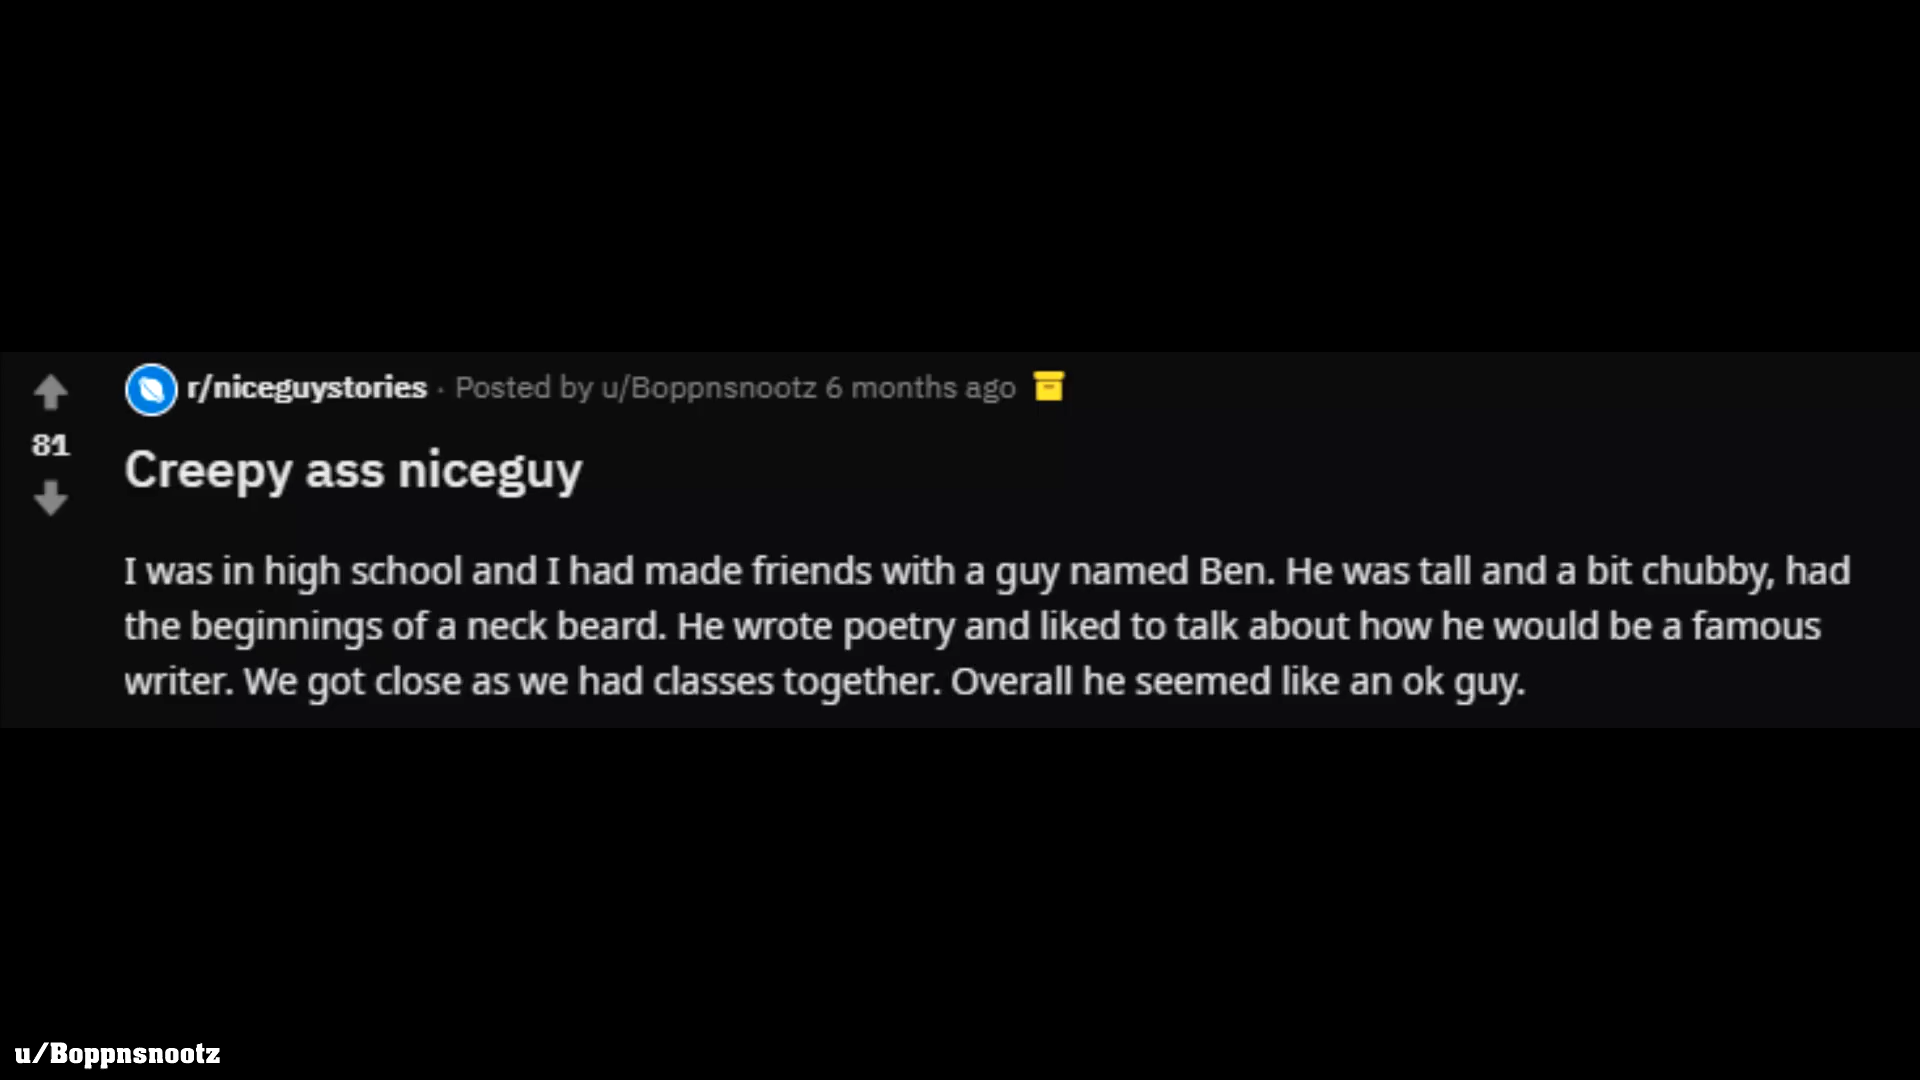 r/niceguystories · Posted by u/Boppnsnootz 6 months ago
81
Creepy ass niceguy
I was in high school and I had made friends with a guy named Ben. He was tall and a bit chubby, had
the beginnings of a neck beard. He wrote poetry and liked to talk about how he would be a famous
writer. We got close as we had classes together. Overall he seemed like an ok guy.
u/Boppnsnootz